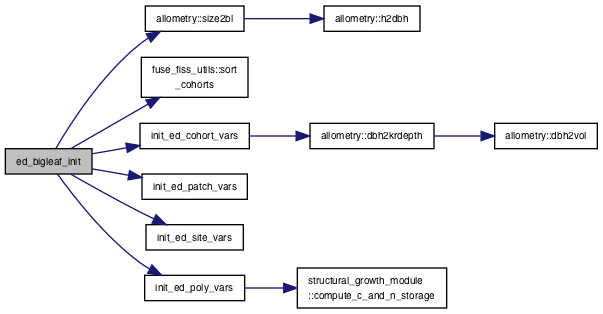 allometry::size2bl
allometry::h2dbh
fuse_fiss_utils::sort
_cohorts
init_ed_cohort_vars
allometry::dbh2krdepth
allometry::dbh2vol
ed_bigleaf_init
init_ed_patch_vars
init_ed_site_vars
init_ed_poly_vars
structural_growth_module
::compute_c_and_n_storage